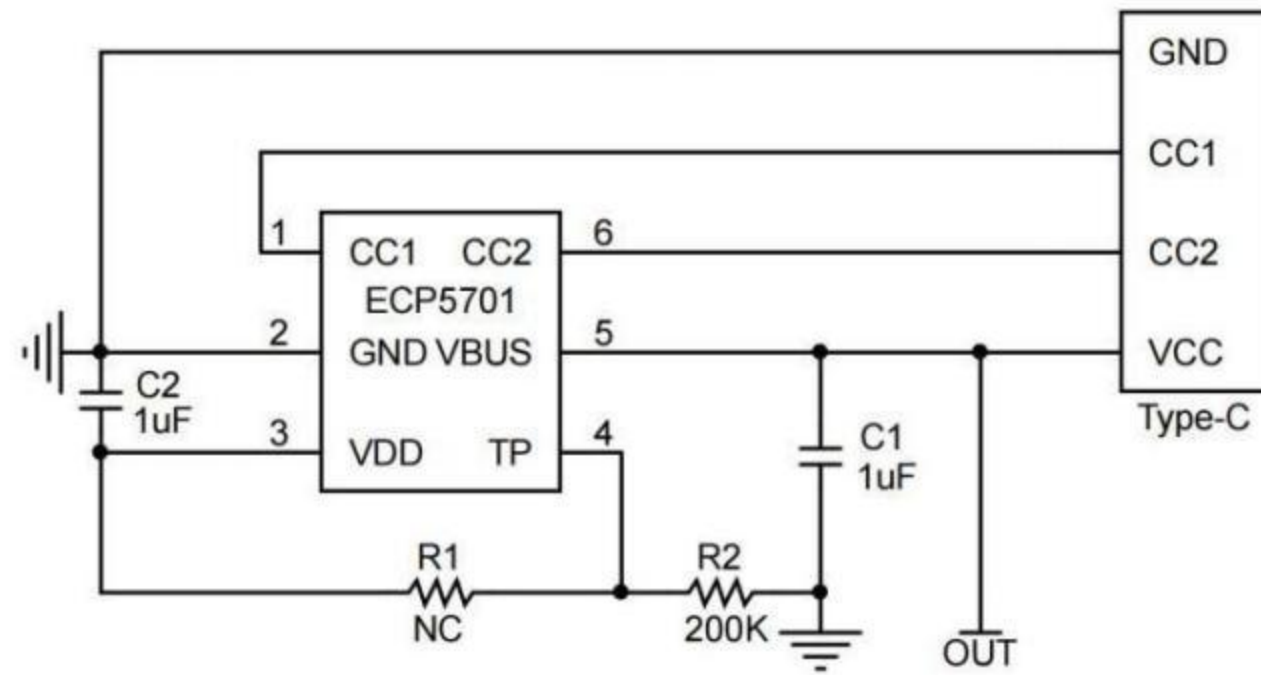 GND
CC1
1
CC1 CC2
6
CC2
ECP5701
2
GND VBUS
5
VCC
C2
1uF
3
VDD TP
4
C1
1uF
Type-C
R1
NC
R2
200K
OUT